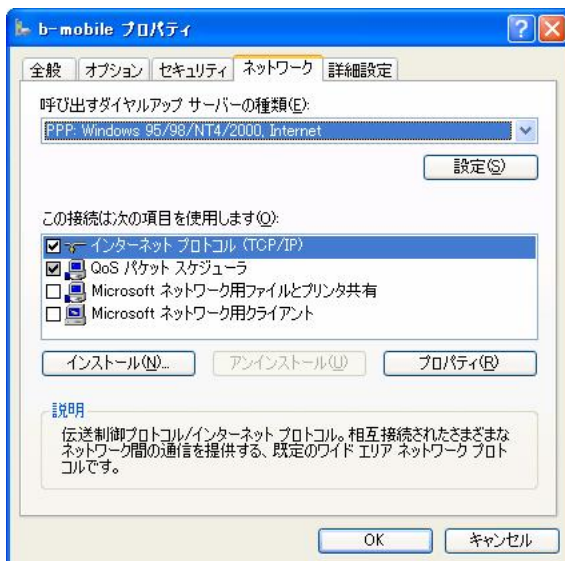 b-mobile プロパティ
全般 オプション セキュリティ ネットワーク 詳細設定
呼び出すダイヤルアップ サーバーの種類(E):
PPP: Windows 95/98/NT4/2000, Internet
設定(S)
この接続は次の項目を使用します(O):
インターネット プロトコル (TCP/IP)
QoS パケット スケジューラ
Microsoft ネットワーク用ファイルとプリンタ共有
Microsoft ネットワーク用クライアント
インストール(N)... アンインストール(U) プロパティ(R)
説明
伝送制御プロトコル/インターネット プロトコル。相互接続されたさまざまな
ネットワーク間の通信を提供する、既定のワイド エリア ネットワーク プロト
コルです。
OK キャンセル